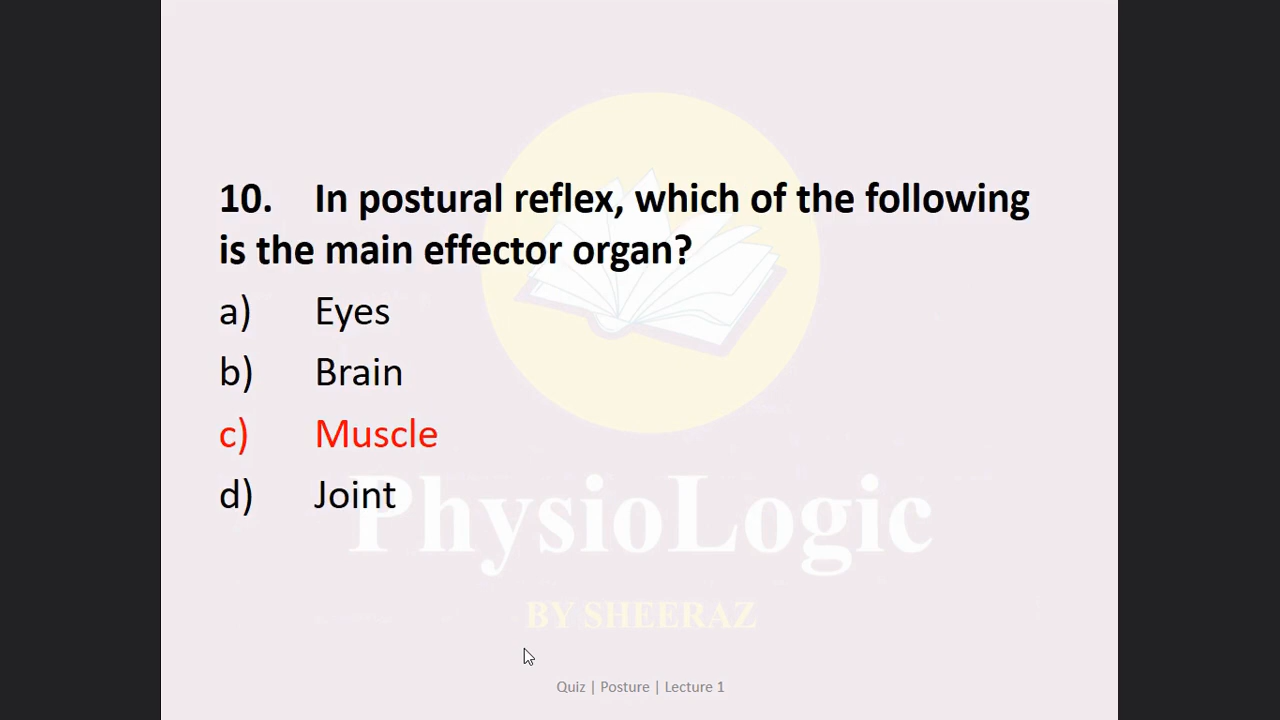 10. In postural reflex, which of the following
is the main effector organ?
a) Eyes
b) Brain
c) Muscle
d) Joint
PhysioLogic
BY SHEERAZ
Quiz | Posture | Lecture 1